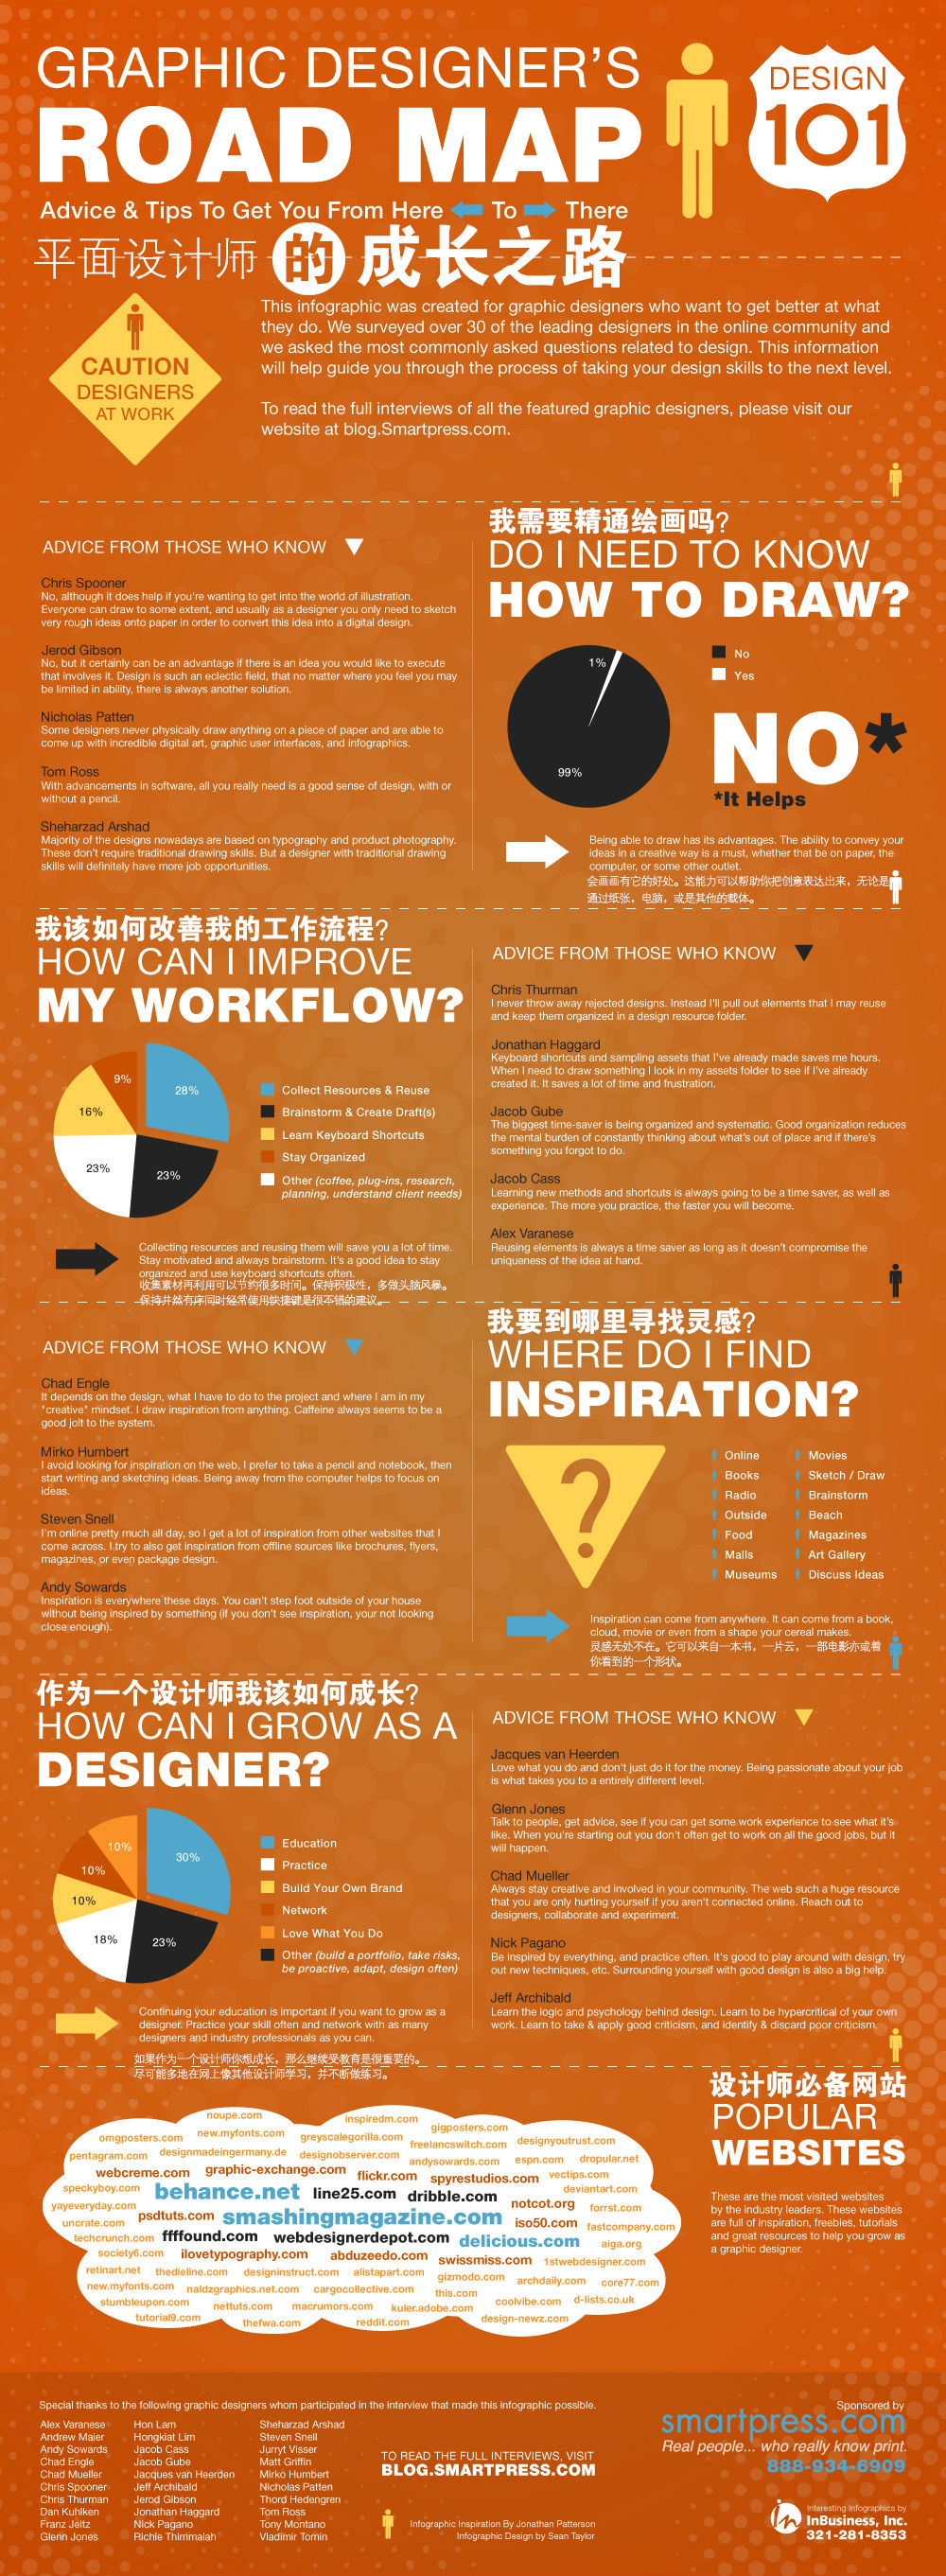 GRAPHIC DESIGNER'S
ROAD MAP
DESIGN
101
Advice & Tips To Get You From Here To There
平面设计师的成长之路
CAUTION
DESIGNERS
AT WORK
This infographic was created for graphic designers who want to get better at what
they do. We surveyed over 30 of the leading designers in the online community and
we asked the most commonly asked questions related to design. This information
will help guide you through the process of taking your design skills to the next level.
To read the full interviews of all the featured graphic designers, please visit our
website at blog.Smartpress.com.
ADVICE FROM THOSE WHO KNOW
Chris Spooner
No, although it does help if you're wanting to get into the world of illustration.
Everyone can draw to some extent, and usually as a designer you only need to sketch
very rough ideas onto paper in order to convert this idea into a digital design.
Jerod Gibson
No, but it certainly can be an advantage if there is an idea you would like to execute
that involves it. Design is such an eclectic field, that no matter where you feel you may
be limited in ability, there is always another solution.
Nicholas Patten
Some designers never physically draw anything on a piece of paper and are able to
come up with incredible digital art, graphic user interfaces, and infographics.
Tom Ross
With advancements in software, all you really need is a good sense of design, with or
without a pencil.
Sheharzad Arshad
Majority of the designs nowadays are based on typography and product photography.
These don't require traditional drawing skills. But a designer with traditional drawing
skills will definitely have more job opportunities.
我需要精通绘画吗?
DO I NEED TO KNOW
HOW TO DRAW?
1%
99%
No
Yes
NO*
*It Helps
Being able to draw has its advantages. The ability to convey your
ideas in a creative way is a must, whether that be on paper, the
computer, or some other outlet.
会画画有它的好处。这能力可以帮助你把创意表达出来，无论是
通过纸张，电脑，或是其他的载体。
我该如何改善我的工作流程?
HOW CAN I IMPROVE
MY WORKFLOW?
9%
28%
16%
23%
23%
Collect Resources & Reuse
Brainstorm & Create Draft(s)
Learn Keyboard Shortcuts
Stay Organized
Other (coffee, plug-ins, research,
planning, understand client needs)
Collecting resources and reusing them will save you a lot of time.
Stay motivated and always brainstorm. It's a good idea to stay
organized and use keyboard shortcuts often.
收集素材再利用可以节约很多时间。保持积极性，多做头脑风暴。
保持井然有序同时经常使用快捷键是很不错的建议。
ADVICE FROM THOSE WHO KNOW
Chris Thurman
I never throw away rejected designs. Instead I'll pull out elements that I may reuse
and keep them organized in a design resource folder.
Jonathan Haggard
Keyboard shortcuts and sampling assets that I've already made saves me hours.
When I need to draw something I look in my assets folder to see if I've already
created it. It saves a lot of time and frustration.
Jacob Gube
The biggest time-saver is being organized and systematic. Good organization reduces
the mental burden of constantly thinking about what's out of place and if there's
something you forgot to do.
Jacob Cass
Learning new methods and shortcuts is always going to be a time saver, as well as
experience. The more you practice, the faster you will become.
Alex Varanese
Reusing elements is always a time saver as long as it doesn't compromise the
uniqueness of the idea at hand.
ADVICE FROM THOSE WHO KNOW
Chad Engle
It depends on the design, what I have to do to the project and where I am in my
"creative" mindset. I draw inspiration from anything. Caffeine always seems to be a
good jolt to the system.
Mirko Humbert
I avoid looking for inspiration on the web, I prefer to take a pencil and notebook, then
start writing and sketching ideas. Being away from the computer helps to focus on
ideas.
Steven Snell
I'm online pretty much all day, so I get a lot of inspiration from other websites that I
come across. I try to also get inspiration from offline sources like brochures, flyers,
magazines, or even package design.
Andy Sowards
Inspiration is everywhere these days. You can't step foot outside of your house
without being inspired by something (if you don't see inspiration, your not looking
close enough).
我要到哪里寻找灵感?
WHERE DO I FIND
INSPIRATION?
?
Online
Books
Radio
Outside
Food
Malls
Museums
Movies
Sketch / Draw
Brainstorm
Beach
Magazines
Art Gallery
Discuss Ideas
Inspiration can come from anywhere. It can come from a book,
cloud, movie or even from a shape your cereal makes.
灵感无处不在。它可以来自一本书，一片云，一部电影亦或着
你看到的一个形状。
作为一个设计师我该如何成长?
HOW CAN I GROW AS A
DESIGNER?
10%
30%
10%
10%
18%
23%
Education
Practice
Build Your Own Brand
Network
Love What You Do
Other (build a portfolio, take risks,
be proactive, adapt, design often)
Continuing your education is important if you want to grow as a
designer. Practice your skill often and network with as many
designers and industry professionals as you can.
如果作为一个设计师你想成长，那么继续受教育是很重要的。
尽可能多地在网上像其他设计师学习，并不断做练习。
ADVICE FROM THOSE WHO KNOW
Jacques van Heerden
Love what you do and don't just do it for the money. Being passionate about your job
is what takes you to a entirely different level.
Glenn Jones
Talk to people, get advice, see if you can get some work experience to see what it's
like. When you're starting out you don't often get to work on all the good jobs, but it
will happen.
Chad Mueller
Always stay creative and involved in your community. The web such a huge resource
that you are only hurting yourself if you aren't connected online. Reach out to
designers, collaborate and experiment.
Nick Pagano
Be inspired by everything, and practice often. It's good to play around with design, try
out new techniques, etc. Surrounding yourself with good design is also a big help.
Jeff Archibald
Learn the logic and psychology behind design. Learn to be hypercritical of your own
work. Learn to take & apply good criticism, and identify & discard poor criticism.
noupe.com
inspiredm.com
gigposters.com
omgposters.com
new.myfonts.com
greyscalegorilla.com
freelancswitch.com
designyoutrust.com
pentagram.com
designmadeingermany.de
designobserver.com
andysowards.com
espn.com
dropular.net
webcreme.com
graphic-exchange.com
flickr.com
spyrestudios.com
vectips.com
speckyboy.com
behance.net
line25.com
dribble.com
deviantart.com
yayeveryday.com
notcot.org
forrst.com
uncrate.com
psdtuts.com
smashingmagazine.com
iso50.com
fastcompany.com
techcrunch.com
ffffound.com
webdesignerdepot.com
delicious.com
aiga.org
society6.com
ilovetypography.com
abduzeedo.com
swissmiss.com
1stwebdesigner.com
retinart.net
thedieline.com
designinstruct.com
alistapart.com
gizmodo.com
archdaily.com
core77.com
new.myfonts.com
naldzgraphics.net.com
cargocollective.com
this.com
stumbleupon.com
nettuts.com
macrumors.com
kuler.adobe.com
coolvibe.com
d-lists.co.uk
tutorial9.com
thefwa.com
reddit.com
design-newz.com
设计师必备网站
POPULAR
WEBSITES
These are the most visited websites
by the industry leaders. These websites
are full of inspiration, freebies, tutorials
and great resources to help you grow as
a graphic designer.
Special thanks to the following graphic designers whom participated in the interview that made this infographic possible.
Alex Varanese
Andrew Maier
Andy Sowards
Chad Engle
Chad Mueller
Chris Spooner
Chris Thurman
Dan Kuhlken
Franz Jeitz
Glenn Jones
Hon Lam
Hongkiat Lim
Jacob Cass
Jacob Gube
Jacques van Heerden
Jeff Archibald
Jerod Gibson
Jonathan Haggard
Nick Pagano
Richie Thimmaiah
Sheharzad Arshad
Steven Snell
Jurryt Visser
Matt Griffin
Mirko Humbert
Nicholas Patten
Thord Hedengren
Tom Ross
Tony Montano
Vladimir Tomin
TO READ THE FULL INTERVIEWS, VISIT
BLOG.SMARTPRESS.COM
Infographic Inspiration By Jonathan Patterson
Infographic Design by Sean Taylor
Sponsored by
smartpress.com
Real people... who really know print.
888-934-6909
in
Interesting Infographics by
InBusiness, Inc.
321-281-8353